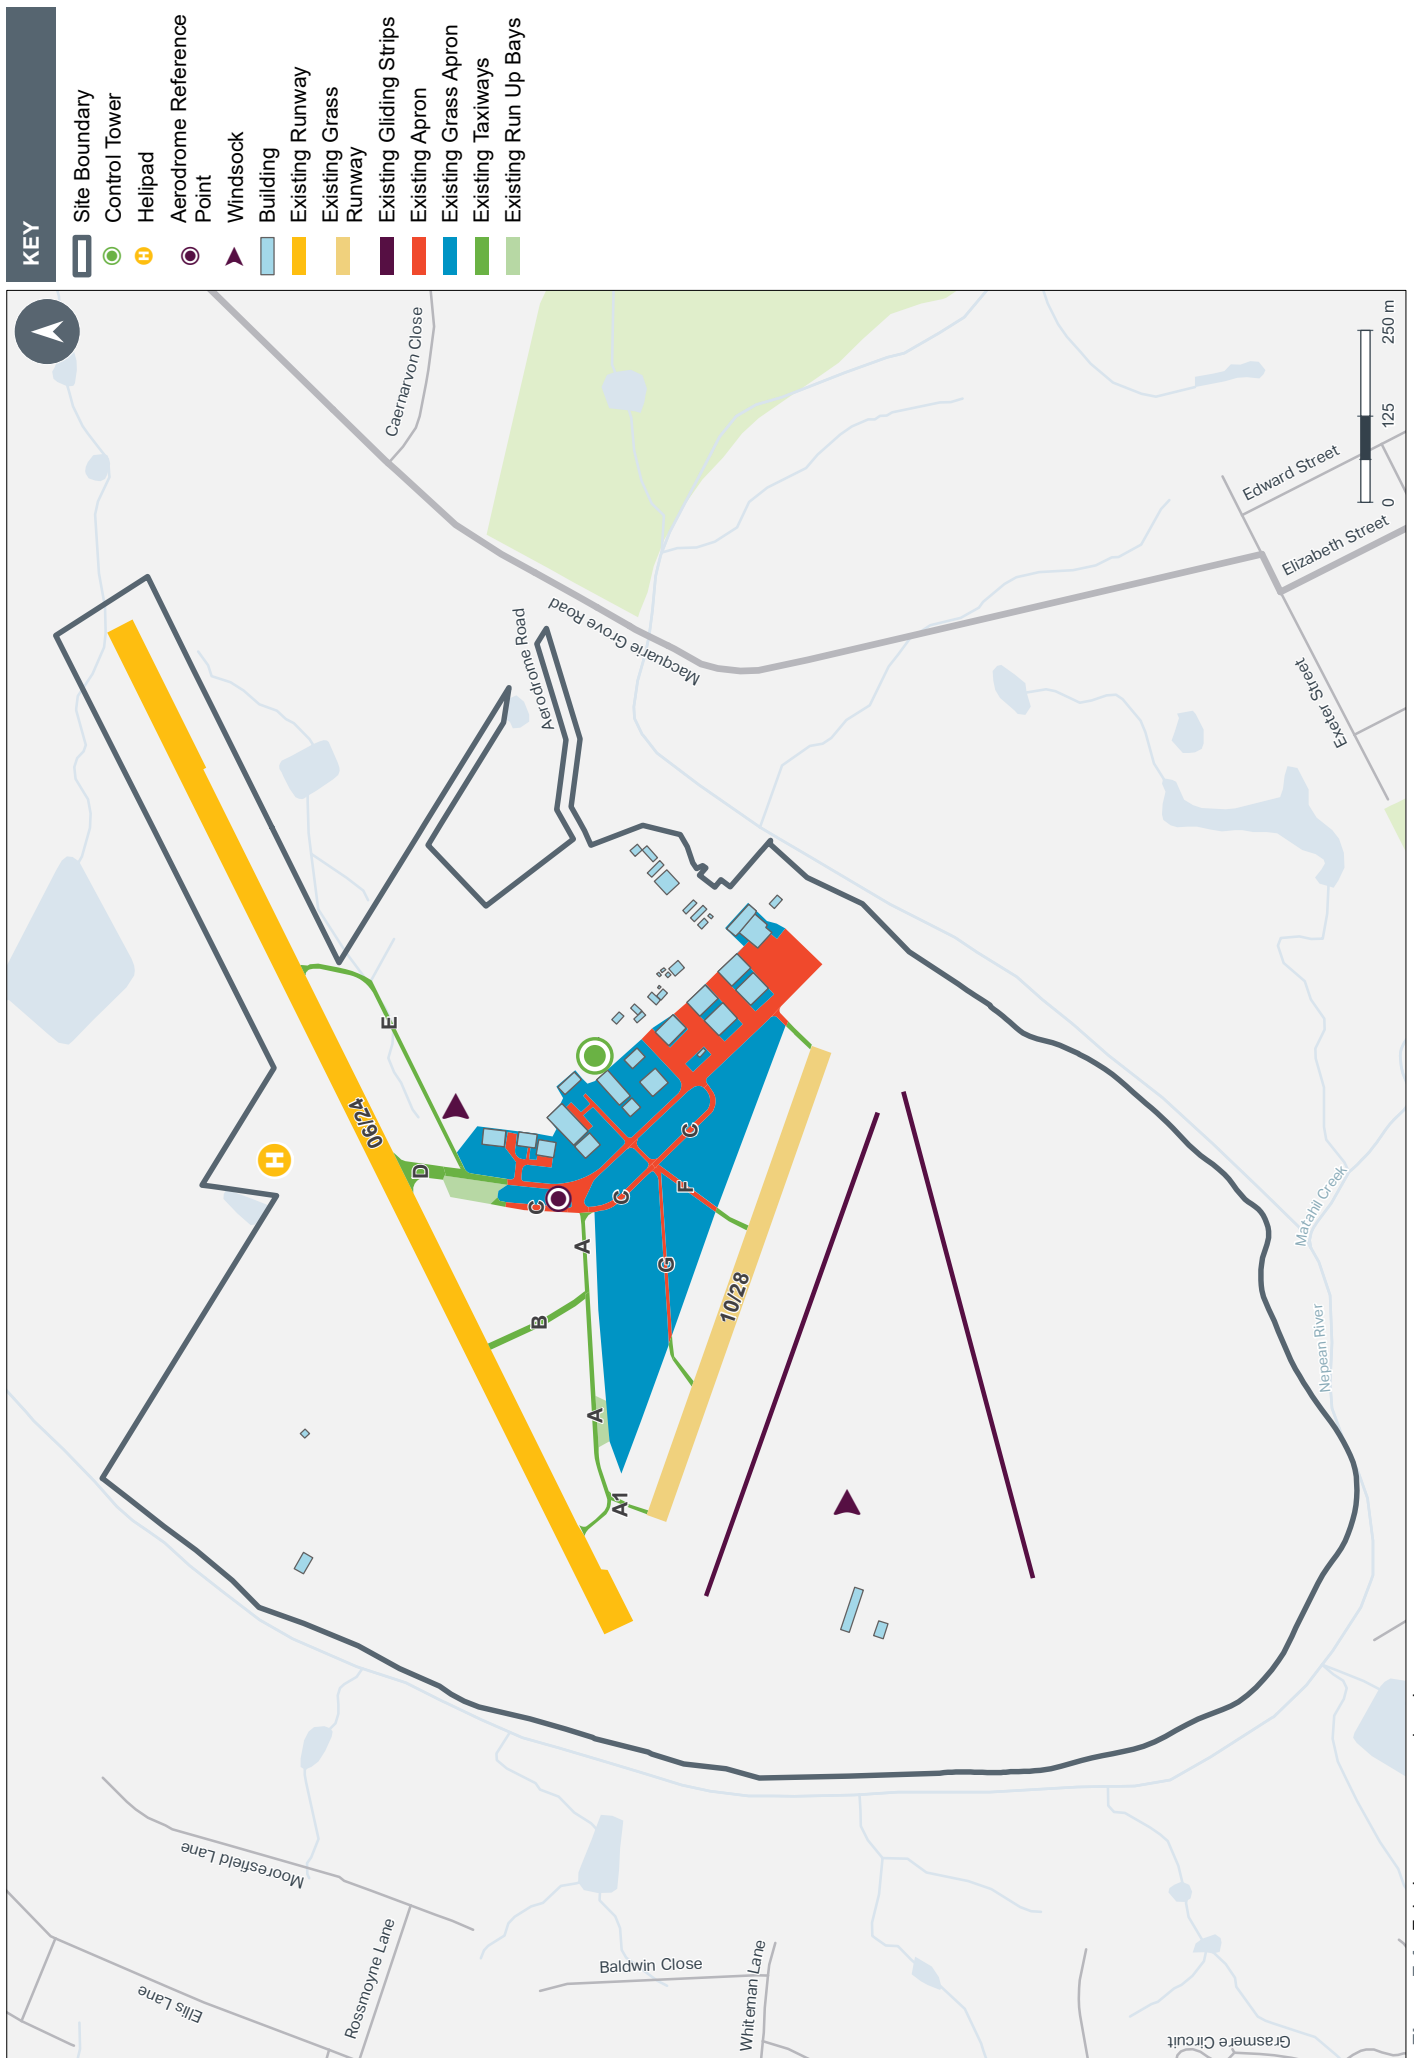 KEY
Site Boundary
Control Tower
H
Helipad
Aerodrome Reference
Point
Windsock
Building
Existing Runway
Existing Grass
Runway
Existing Gliding Strips
Existing Apron
Existing Grass Apron
Existing Taxiways
Existing Run Up Bays
Caernarvon Close
Macquarie Grove Road
Aerodrome Road
Edward Street
Elizabeth Street
Exeter Street
0
125
250 m
06/24
H
E
D
C
C
C
F
G
A
B
A
A1
10/28
Matahil Creek
Nepean River
Mooresfield Lane
Ellis Lane
Rossmoyne Lane
Baldwin Close
Whiteman Lane
Grasmere Circuit